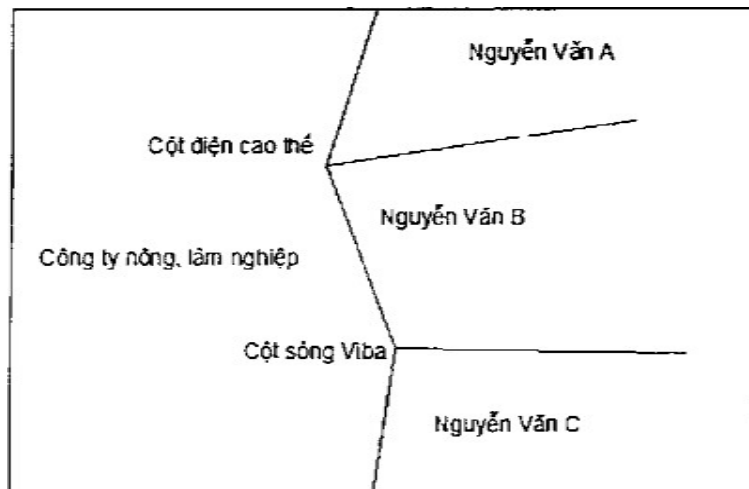 Nguyễn Văn A
Cột điện cao thế
Nguyễn Văn B
Công ty nông, lâm nghiệp
Cột sóng Viba
Nguyễn Văn C